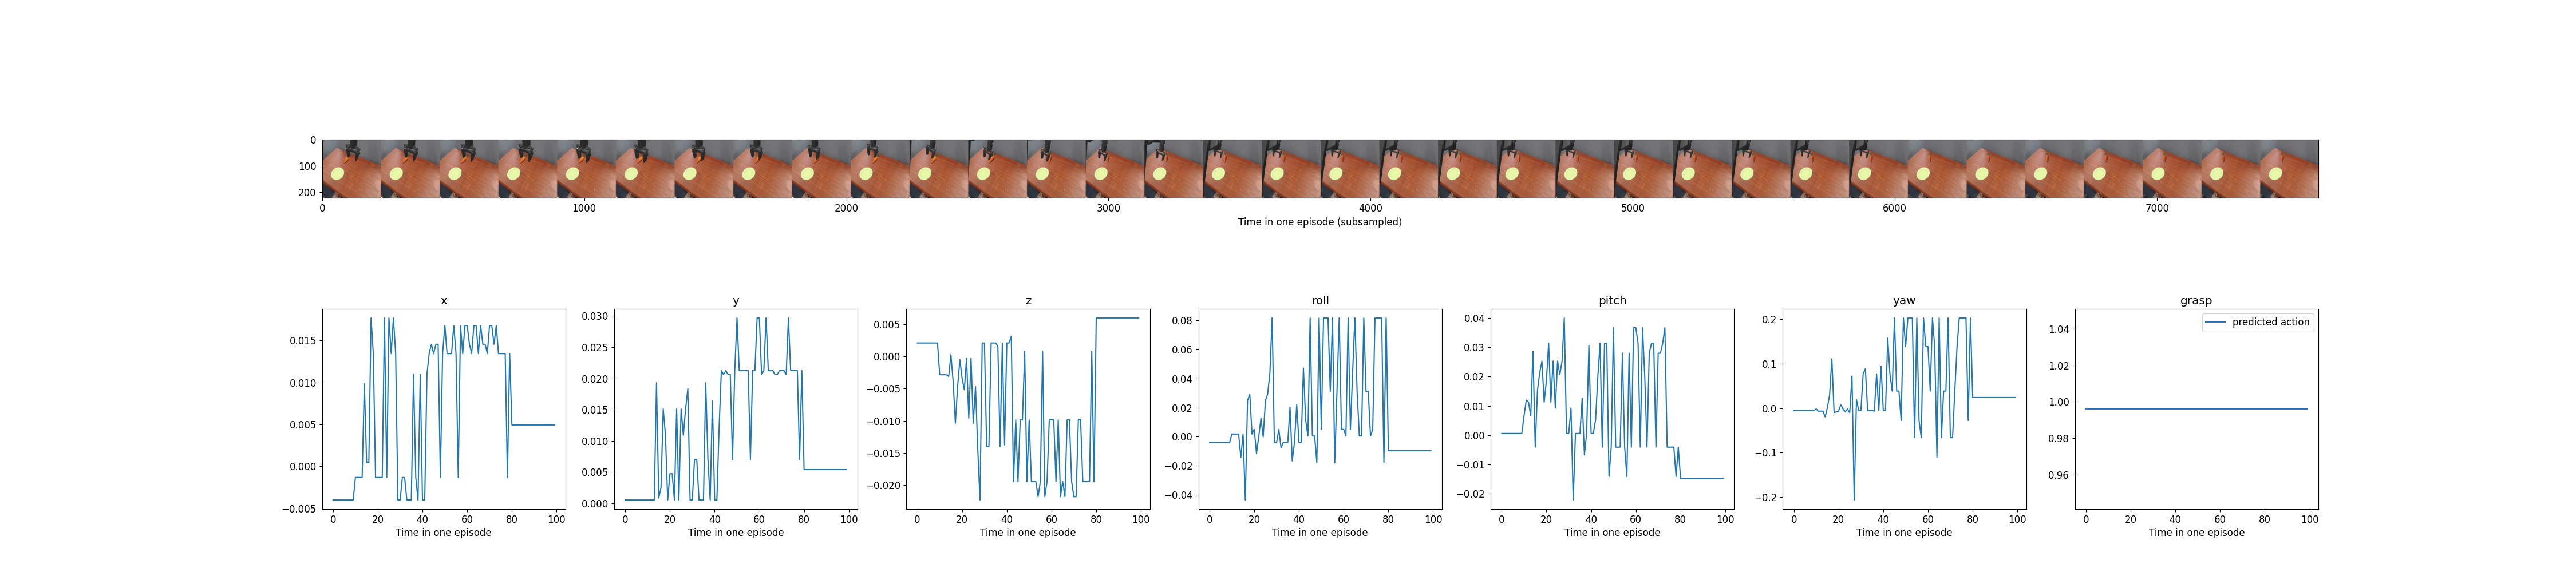 0
100
200
0 1000 2000 3000 4000 5000 6000 7000
Time in one episode (subsampled)
x
0.015
0.010
0.005
0.000
−0.005
0 20 40 60 80 100
Time in one episode
y
0.030
0.025
0.020
0.015
0.010
0.005
0.000
0 20 40 60 80 100
Time in one episode
z
0.005
0.000
−0.005
−0.010
−0.015
−0.020
0 20 40 60 80 100
Time in one episode
roll
0.08
0.06
0.04
0.02
0.00
−0.02
−0.04
0 20 40 60 80 100
Time in one episode
pitch
0.04
0.03
0.02
0.01
0.00
−0.01
−0.02
0 20 40 60 80 100
Time in one episode
yaw
0.2
0.1
0.0
−0.1
−0.2
0 20 40 60 80 100
Time in one episode
grasp
predicted action
1.04
1.02
1.00
0.98
0.96
0 20 40 60 80 100
Time in one episode